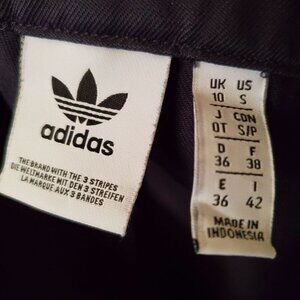 adidas
THE BRAND WITH THE 3 STRIPES
DIE WELTMARKE MIT DEN 3 STREIFEN
LA MARQUE AUX 3 BANDES
UK US
10 S
J CDN
OT S/P
D F
36 38
E I
36 42
MADE IN
INDONESIA